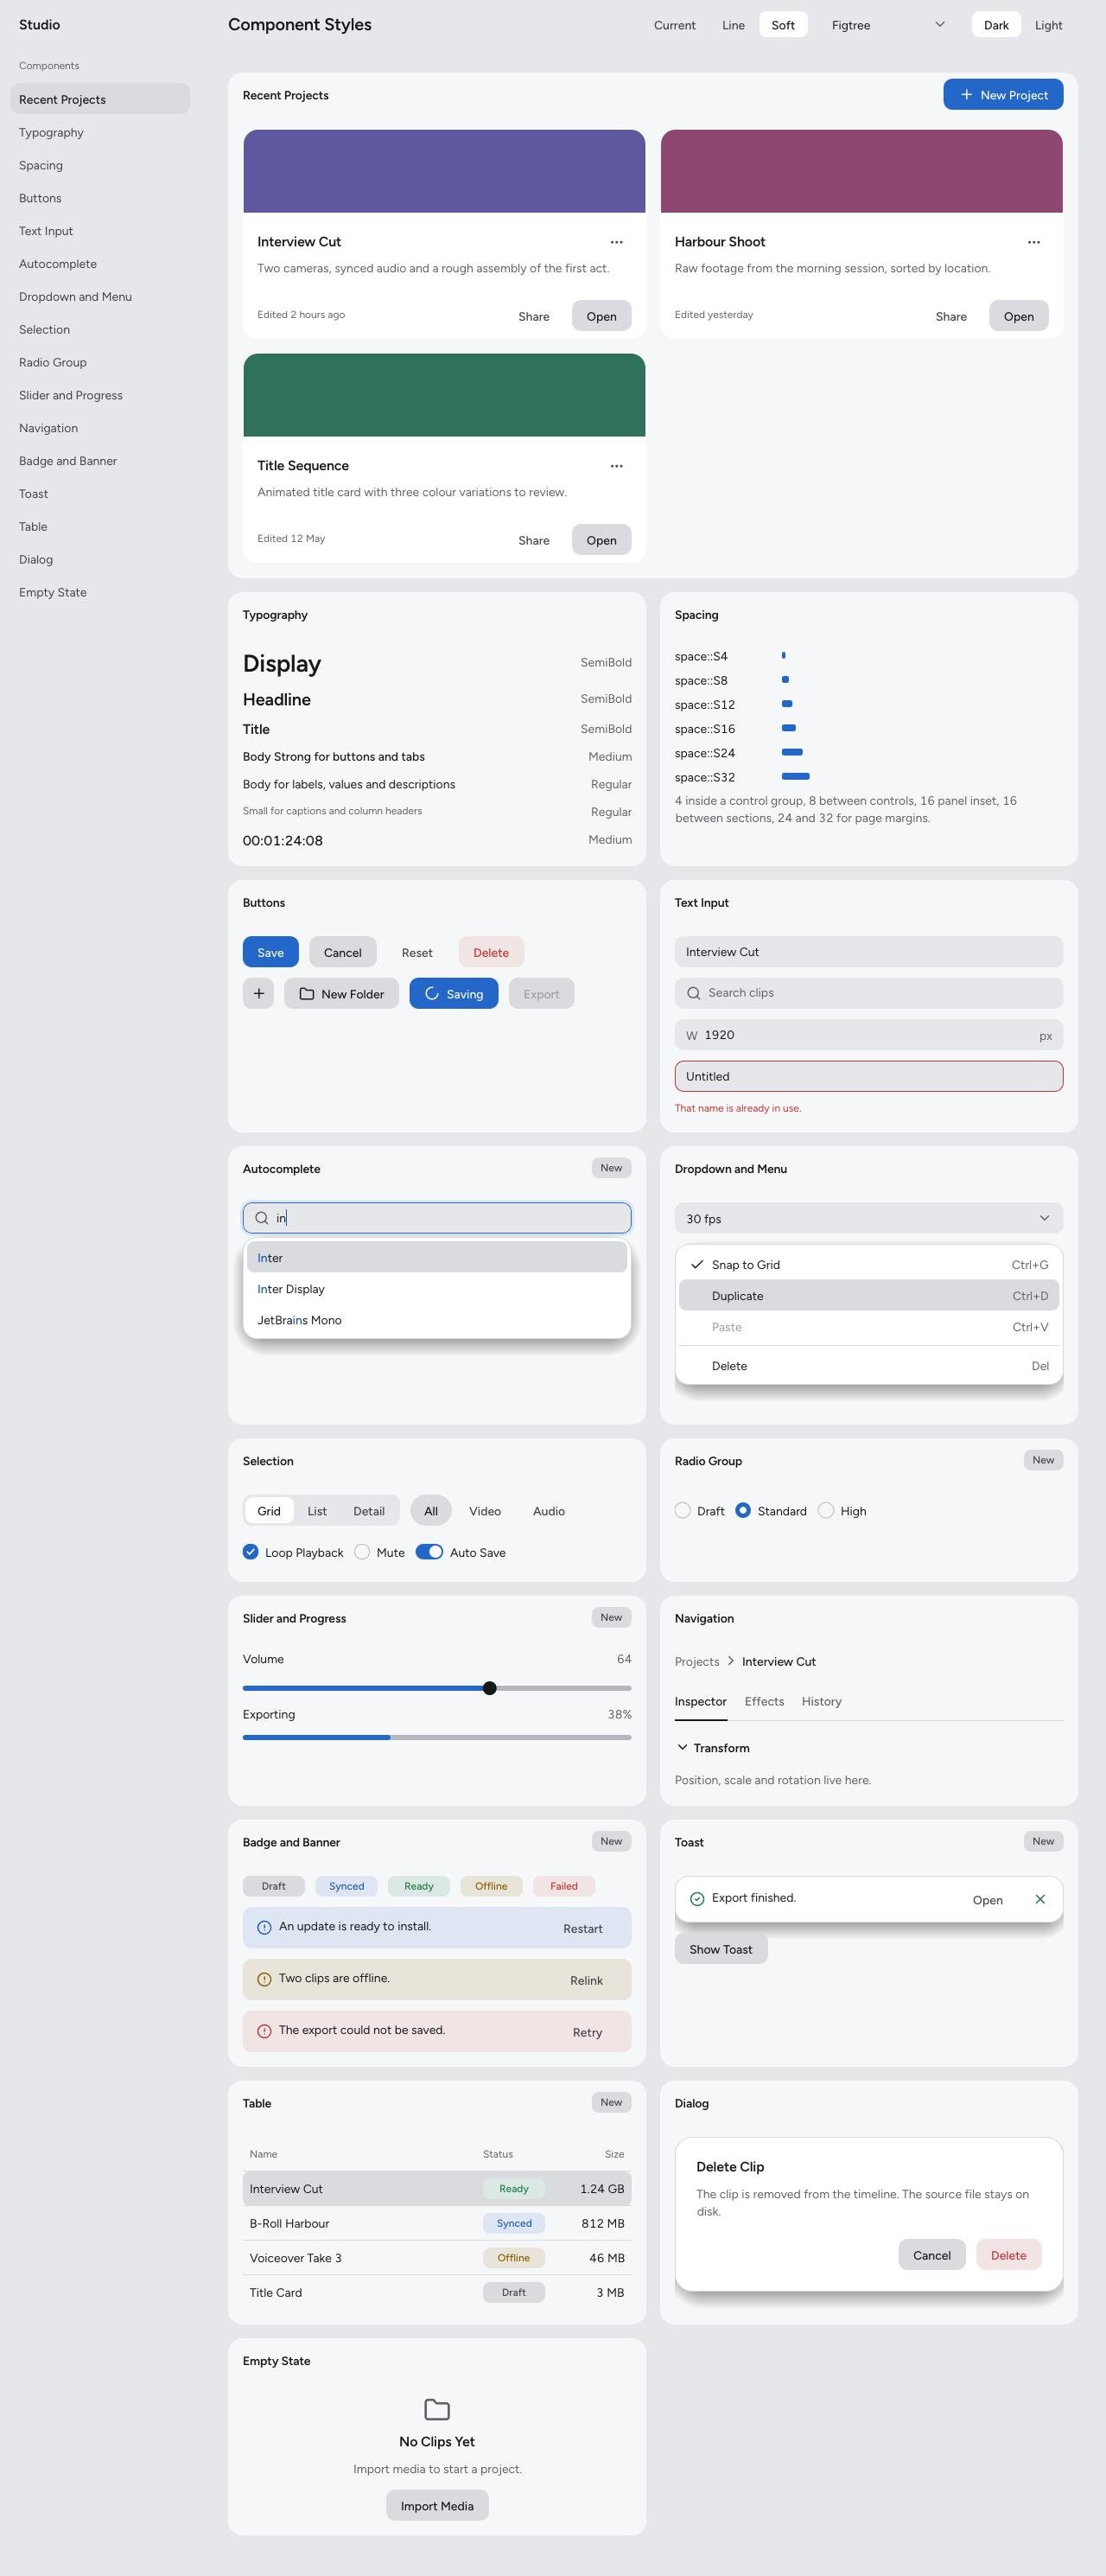 Studio
Component Styles
Current Line Soft Figtree Dark Light
Components
Recent Projects
Typography
Spacing
Buttons
Text Input
Autocomplete
Dropdown and Menu
Selection
Radio Group
Slider and Progress
Navigation
Badge and Banner
Toast
Table
Dialog
Empty State
Recent Projects
New Project
Interview Cut
Two cameras, synced audio and a rough assembly of the first act.
Edited 2 hours ago Share Open
Harbour Shoot
Raw footage from the morning session, sorted by location.
Edited yesterday Share Open
Title Sequence
Animated title card with three colour variations to review.
Edited 12 May Share Open
Typography
Display SemiBold
Headline SemiBold
Title SemiBold
Body Strong for buttons and tabs Medium
Body for labels, values and descriptions Regular
Small for captions and column headers Regular
00:01:24:08 Medium
Spacing
space::S4
space::S8
space::S12
space::S16
space::S24
space::S32
4 inside a control group, 8 between controls, 16 panel inset, 16
between sections, 24 and 32 for page margins.
Buttons
Save Cancel Reset Delete
New Folder Saving Export
Text Input
Interview Cut
Search clips
W 1920 px
Untitled
That name is already in use.
Autocomplete New
in
Inter
Inter Display
JetBrains Mono
Dropdown and Menu
30 fps
Snap to Grid Ctrl+G
Duplicate Ctrl+D
Paste Ctrl+V
Delete Del
Selection
Grid List Detail All Video Audio
Loop Playback Mute Auto Save
Radio Group New
Draft Standard High
Slider and Progress New
Volume 64
Exporting 38%
Navigation
Projects Interview Cut
Inspector Effects History
Transform
Position, scale and rotation live here.
Badge and Banner New
Draft Synced Ready Offline Failed
An update is ready to install. Restart
Two clips are offline. Relink
The export could not be saved. Retry
Toast New
Export finished. Open
Show Toast
Table New
Name Status Size
Interview Cut Ready 1.24 GB
B-Roll Harbour Synced 812 MB
Voiceover Take 3 Offline 46 MB
Title Card Draft 3 MB
Dialog
Delete Clip
The clip is removed from the timeline. The source file stays on
disk.
Cancel Delete
Empty State
No Clips Yet
Import media to start a project.
Import Media